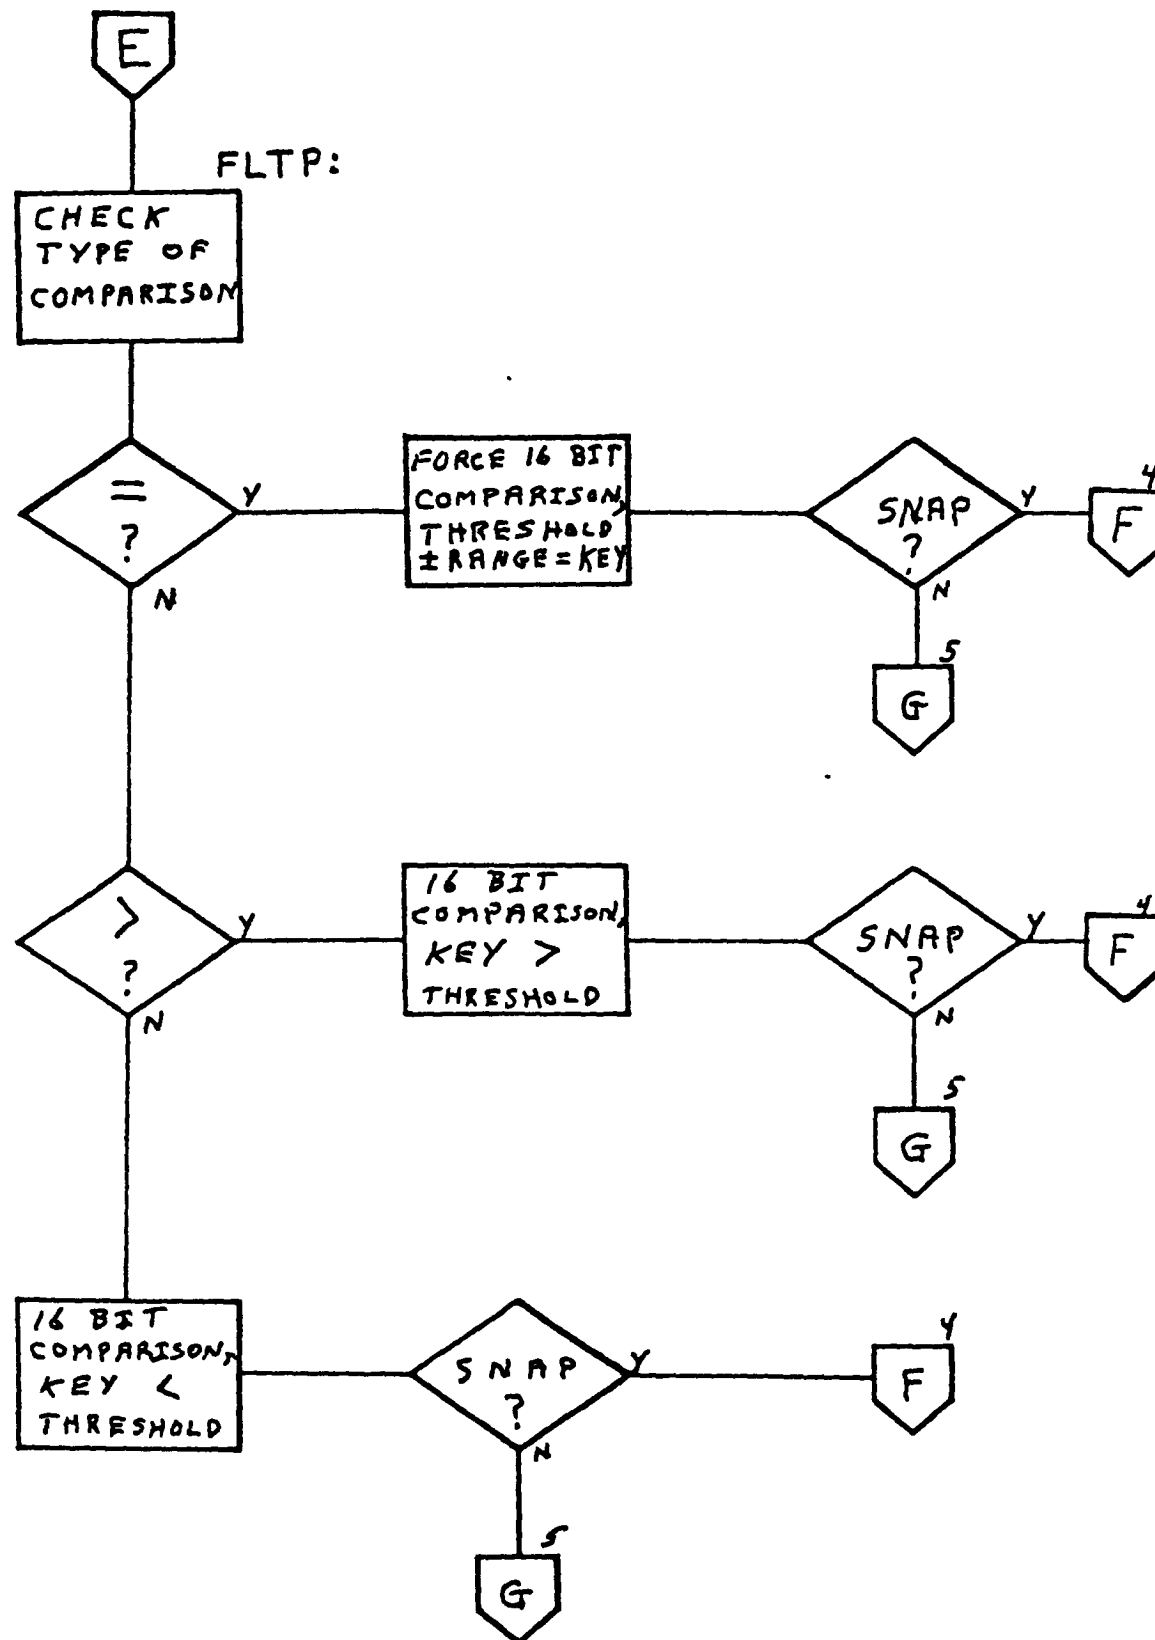 E
FLTP:
CHECK
TYPE OF
COMPARISON
=
?
Y
N
FORCE 16 BIT
COMPARISON,
THRESHOLD
± RANGE = KEY
SNAP
?
Y
N
4
F
5
G
>
?
Y
N
16 BIT
COMPARISON,
KEY >
THRESHOLD
SNAP
?
Y
N
4
F
5
G
16 BIT
COMPARISON,
KEY <
THRESHOLD
SNAP
?
Y
N
4
F
5
G